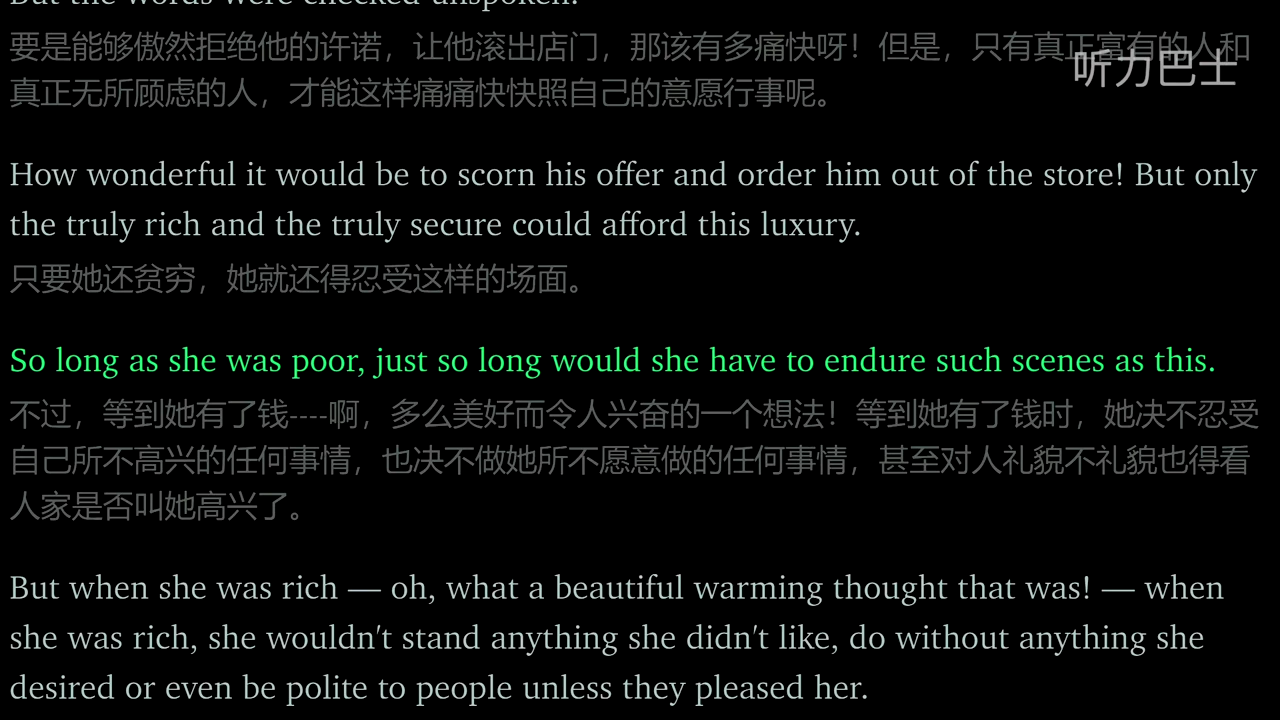 But the words were checked unspoken.
要是能够傲然拒绝他的许诺，让他滚出店门，那该有多痛快呀！但是，只有真正富有的人和
真正无所顾虑的人，才能这样痛痛快快照自己的意愿行事呢。
听力巴士
How wonderful it would be to scorn his offer and order him out of the store! But only
the truly rich and the truly secure could afford this luxury.
只要她还贫穷，她就还得忍受这样的场面。
So long as she was poor, just so long would she have to endure such scenes as this.
不过，等到她有了钱----啊，多么美好而令人兴奋的一个想法！等到她有了钱时，她决不忍受
自己所不高兴的任何事情，也决不做她所不愿意做的任何事情，甚至对人礼貌不礼貌也得看
人家是否叫她高兴了。
But when she was rich — oh, what a beautiful warming thought that was! — when
she was rich, she wouldn't stand anything she didn't like, do without anything she
desired or even be polite to people unless they pleased her.